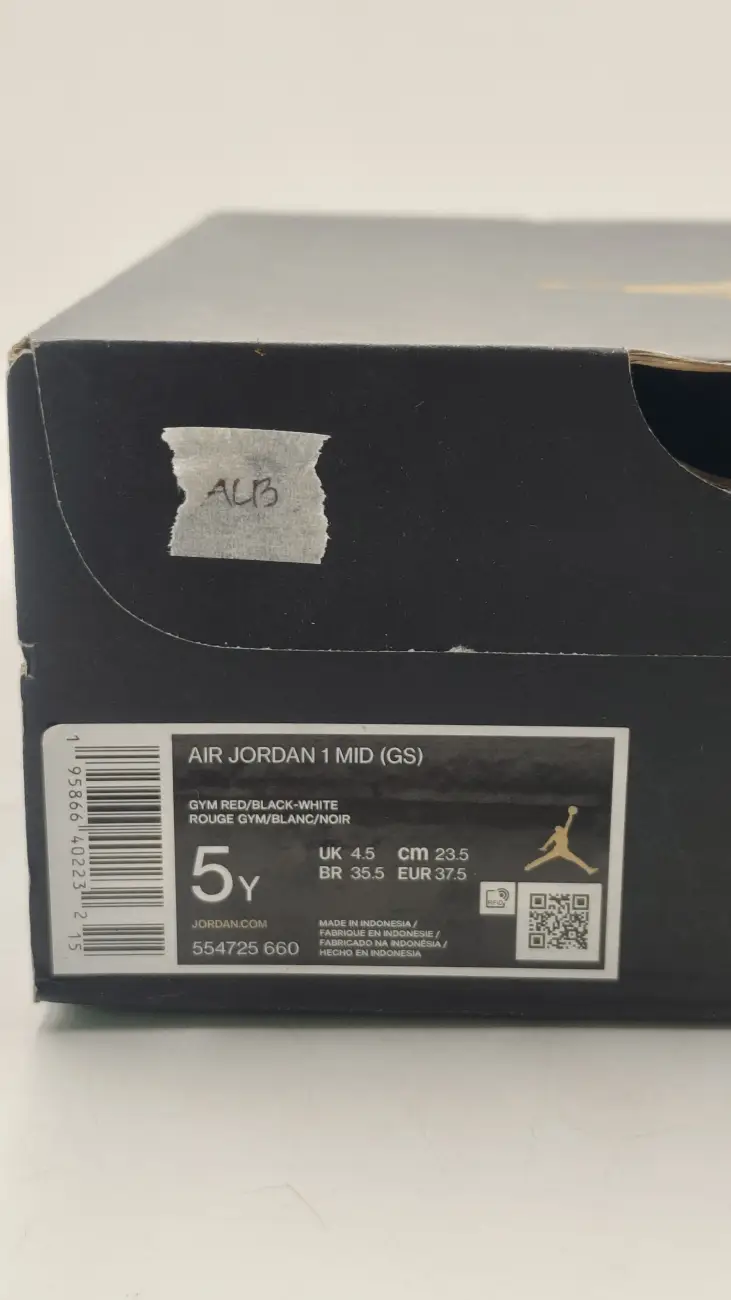 ALB
AIR JORDAN 1 MID (GS)
GYM RED/BLACK-WHITE
ROUGE GYM/BLANC/NOIR
5Y
UK 4.5 cm 23.5
BR 35.5 EUR 37.5
RFID
JORDAN.COM
554725 660
MADE IN INDONESIA /
FABRIQUE EN INDONESIE /
FABRICADO NA INDONÉSIA /
HECHO EN INDONESIA
1 95866 40223 2 15